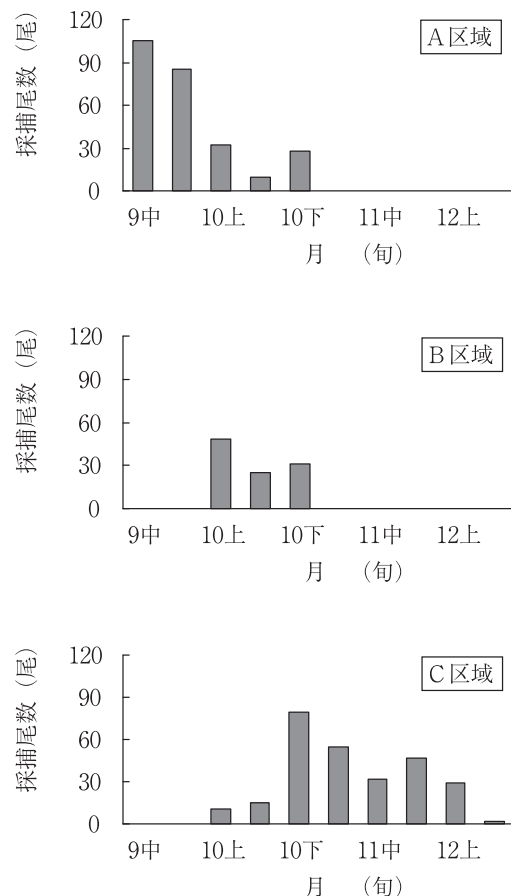 採捕尾数（尾）
120
90
60
30
0
A区域
9中 10上 10下 11中 12上
月 （旬）
採捕尾数（尾）
120
90
60
30
0
B区域
9中 10上 10下 11中 12上
月 （旬）
採捕尾数（尾）
120
90
60
30
0
C区域
9中 10上 10下 11中 12上
月 （旬）